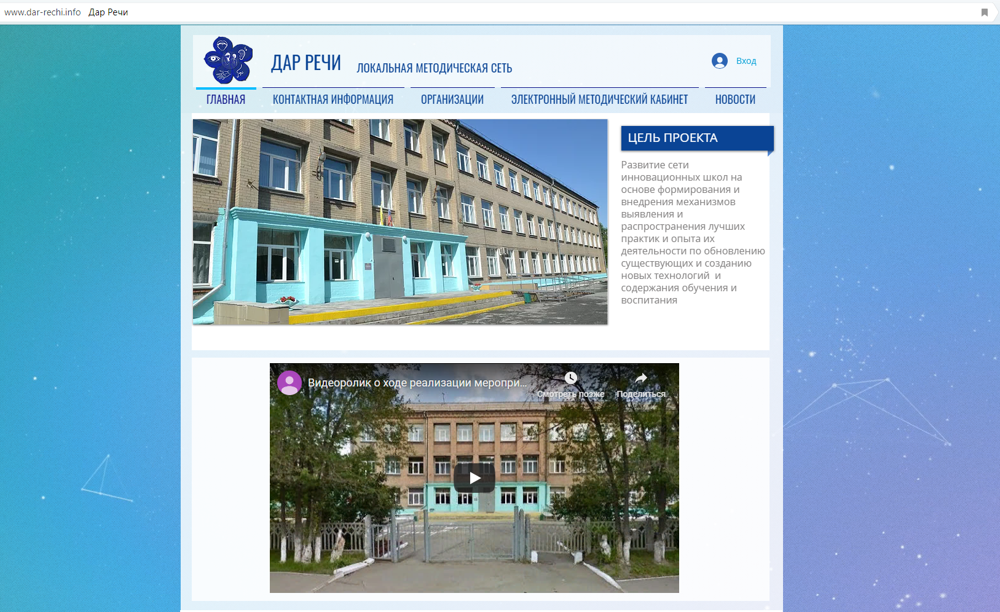 www.dar-rechi.info Дар Речи
ДАР РЕЧИ ЛОКАЛЬНАЯ МЕТОДИЧЕСКАЯ СЕТЬ
Вход
ГЛАВНАЯ КОНТАКТНАЯ ИНФОРМАЦИЯ ОРГАНИЗАЦИИ ЭЛЕКТРОННЫЙ МЕТОДИЧЕСКИЙ КАБИНЕТ НОВОСТИ
ЦЕЛЬ ПРОЕКТА
Развитие сети
инновационных школ на
основе формирования и
внедрения механизмов
выявления и
распространения лучших
практик и опыта их
деятельности по обновлению
существующих и созданию
новых технологий  и
содержания обучения и
воспитания
Видеоролик о ходе реализации меропри...
Смотреть позже Поделиться